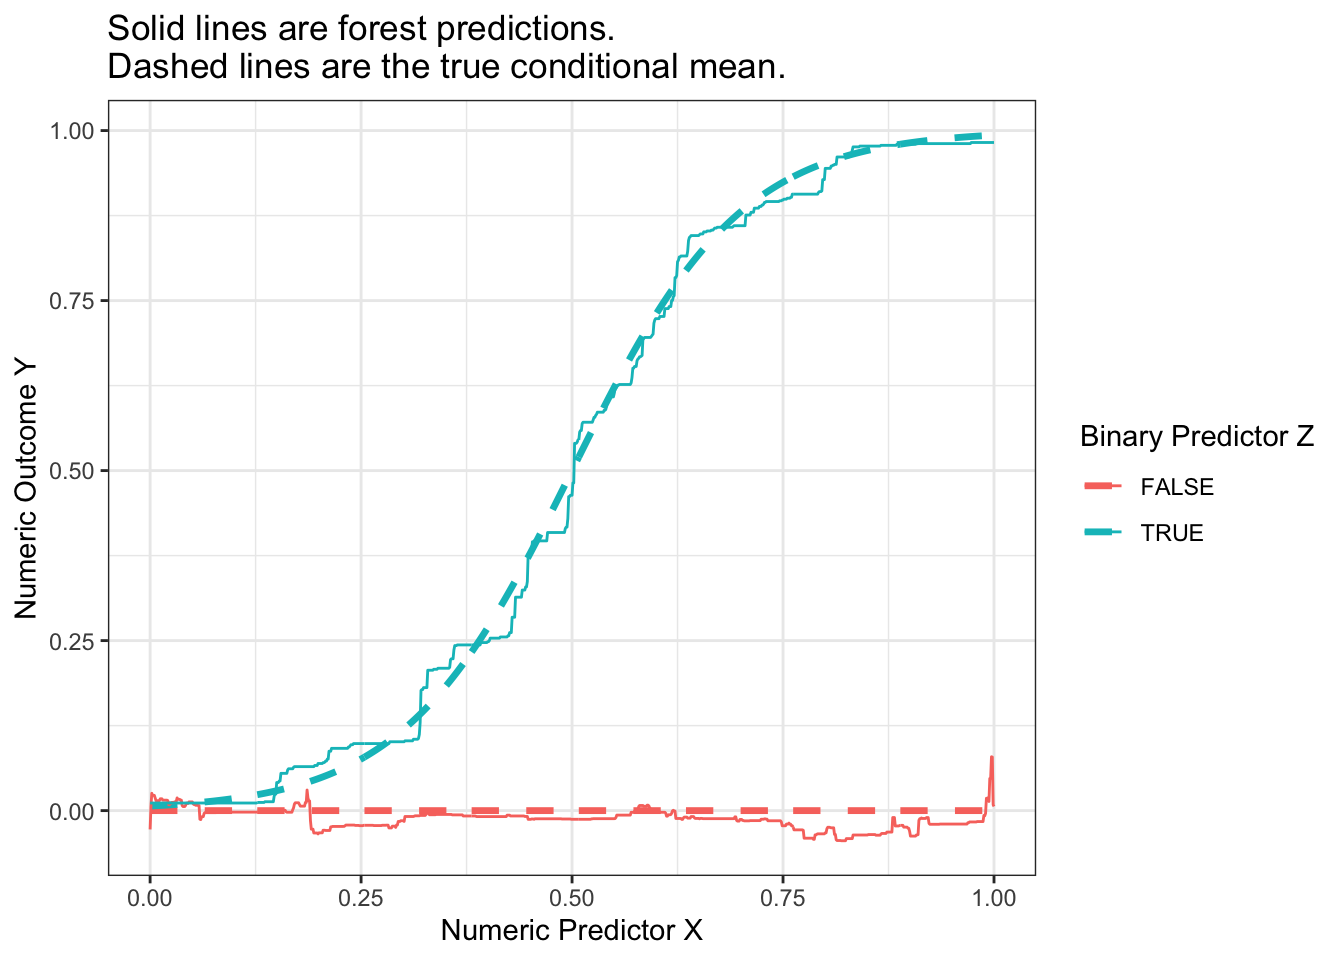 Solid lines are forest predictions.
Dashed lines are the true conditional mean.
1.00
0.75
0.50
0.25
0.00
Numeric Outcome Y
0.00
0.25
0.50
0.75
1.00
Numeric Predictor X
Binary Predictor Z
FALSE
TRUE